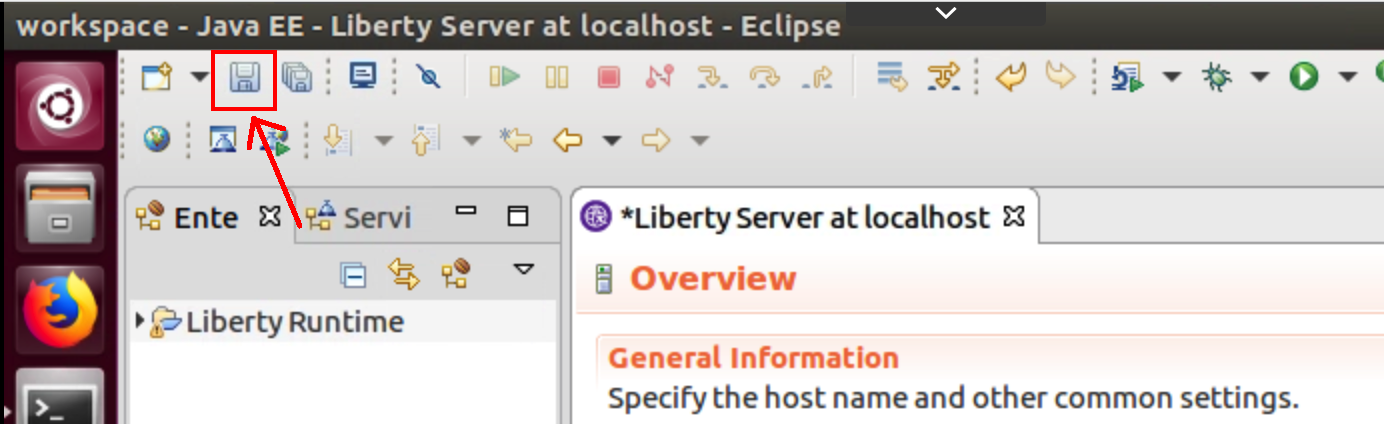 workspace - Java EE - Liberty Server at localhost - Eclipse
Ente
Servi
*Liberty Server at localhost
Overview
Liberty Runtime
General Information
Specify the host name and other common settings.